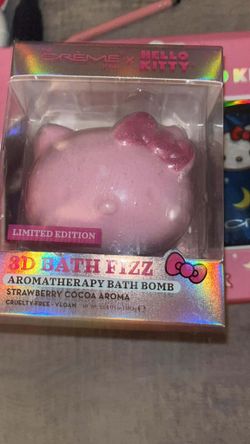 CRÈME x HELLO KITTY
LIMITED EDITION
3D BATH FIZZ
AROMATHERAPY BATH BOMB
STRAWBERRY COCOA AROMA
CRUELTY-FREE • VEGAN